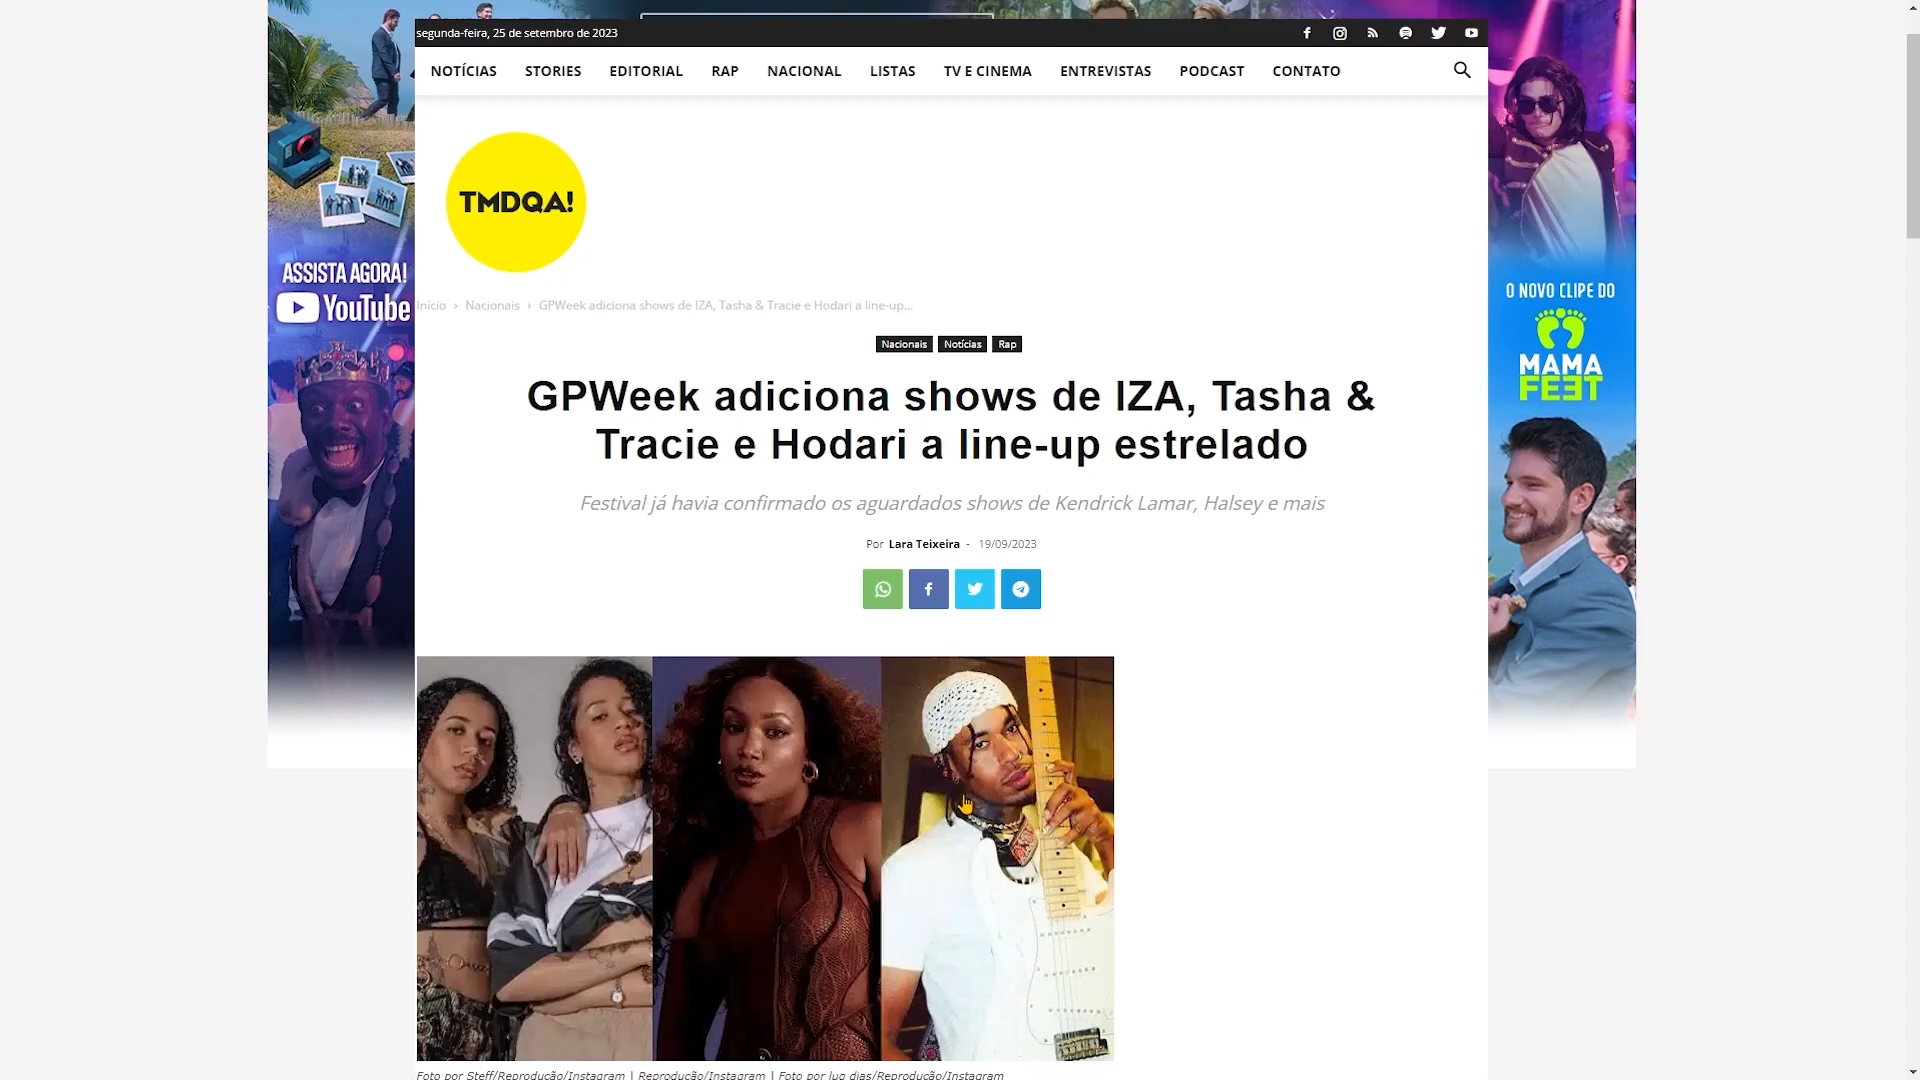 segunda-feira, 25 de setembro de 2023
NOTÍCIAS STORIES EDITORIAL RAP NACIONAL LISTAS TV E CINEMA ENTREVISTAS PODCAST CONTATO
TMDQA!
ASSISTA AGORA!
YouTube
O NOVO CLIPE DO
MAMA
FEET
Início › Nacionais › GPWeek adiciona shows de IZA, Tasha & Tracie e Hodari a line-up...
Nacionais Notícias Rap
GPWeek adiciona shows de IZA, Tasha &
Tracie e Hodari a line-up estrelado
Festival já havia confirmado os aguardados shows de Kendrick Lamar, Halsey e mais
Por Lara Teixeira - 19/09/2023
Foto por Steff/Reprodução/Instagram | Reprodução/Instagram | Foto por lug dias/Reprodução/Instagram